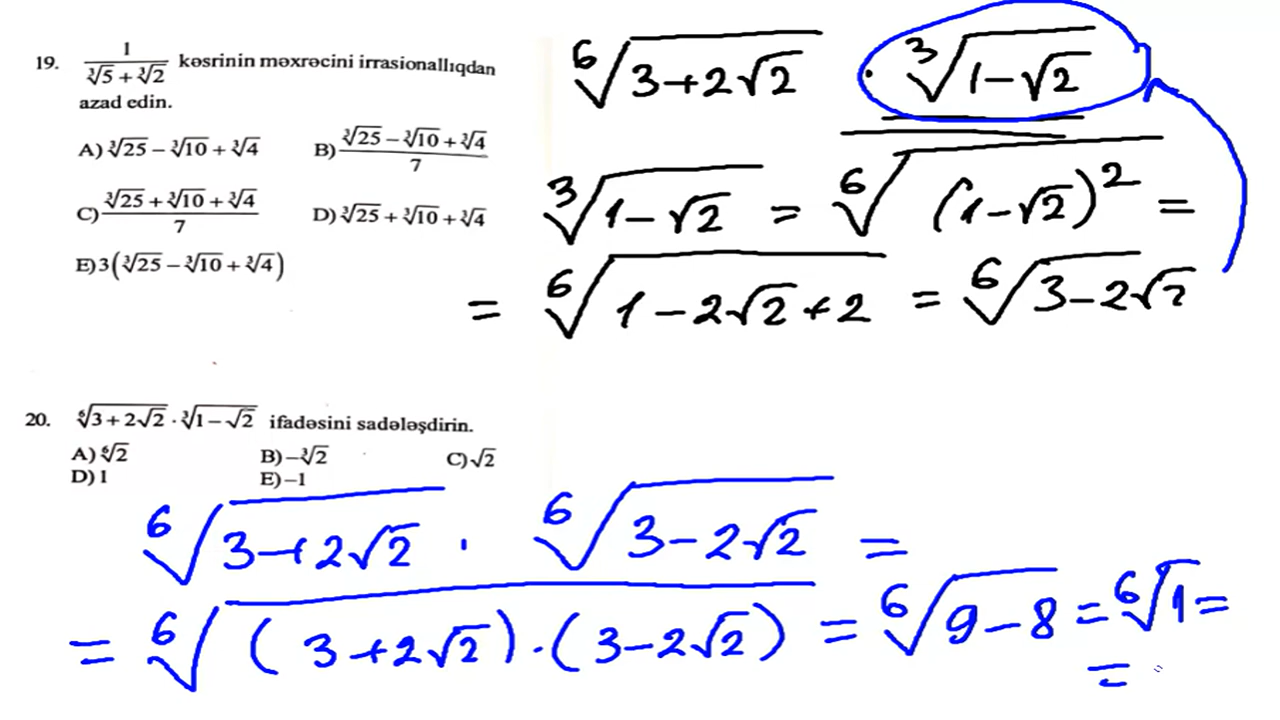 19. 1/(∛5 + ∛2) kəsrinin məxrəcini irrasionallıqdan
azad edin.
A) ∛25 − ∛10 + ∛4 B) (∛25 − ∛10 + ∛4)/7
C) (∛25 + ∛10 + ∛4)/7 D) ∛25 + ∛10 + ∛4
E) 3(∛25 − ∛10 + ∛4)
⁶√(3+2√2) · ∛(1−√2)
∛(1−√2) = ⁶√((1−√2)²) =
= ⁶√(1−2√2+2) = ⁶√(3−2√2)
20. ⁶√(3 + 2√2) · ∛(1 − √2) ifadəsini sadələşdirin.
A) ⁶√2 B) −∛2 C) √2
D) 1 E) −1
⁶√(3+2√2) · ⁶√(3−2√2) =
= ⁶√((3+2√2)·(3−2√2)) = ⁶√(9−8) = ⁶√1 =
=